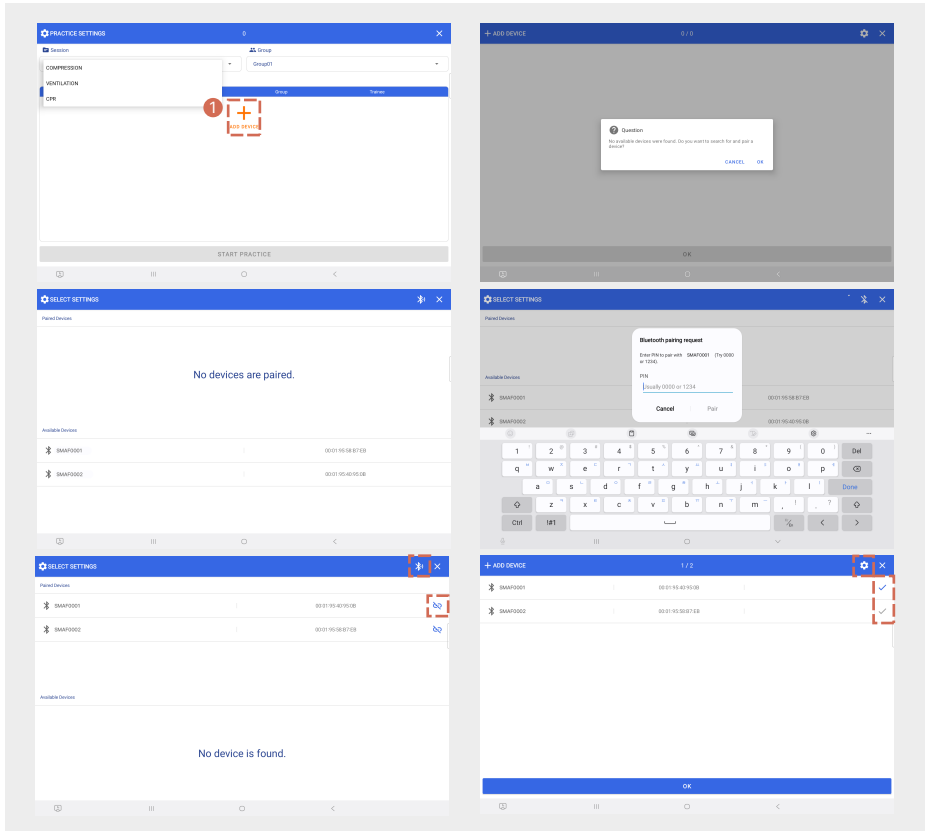 PRACTICE SETTINGS
0
Session
Group
COMPRESSION
VENTILATION
CPR
Group01
Group
Trainee
1
ADD DEVICE
START PRACTICE
ADD DEVICE
0 / 0
Question
No available devices were found. Do you want to search for and pair a
device?
CANCEL OK
OK
SELECT SETTINGS
Paired Devices
No devices are paired.
Available Devices
SMAF0001 : 00:01:95:58:B7:EB
SMAF0002 : 00:01:95:40:95:0B
SELECT SETTINGS
Paired Devices
Bluetooth pairing request
Enter PIN to pair with SMAF0001 (Try 0000
or 1234)
PIN
Usually 0000 or 1234
Cancel Pair
Available Devices
SMAF0001 00:01:95:58:B7:EB
SMAF0002 00:01:95:40:95:0B
1 2 3 4 5 6 7 8 9 0 Del
q w e r t y u i o p
a s d f g h j k l Done
z x c v b n m , ! . ?
Ctrl !#1
SELECT SETTINGS
Paired Devices
SMAF0001 : 00:01:95:40:95:0B
SMAF0002 : 00:01:95:58:B7:EB
Available Devices
No device is found.
ADD DEVICE
1 / 2
SMAF0001 : 00:01:95:40:95:0B :
SMAF0002 : 00:01:95:58:B7:EB :
OK